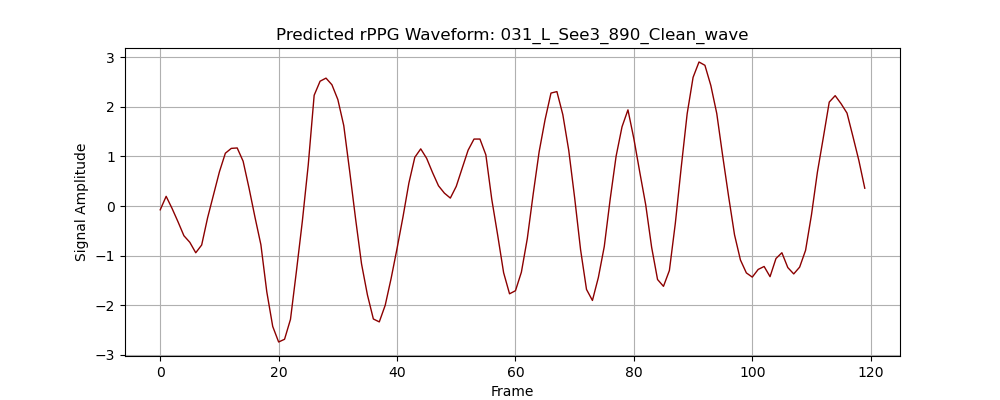 Predicted rPPG Waveform: 031_L_See3_890_Clean_wave
3
2
1
0
−1
−2
−3
Signal Amplitude
0 20 40 60 80 100 120
Frame